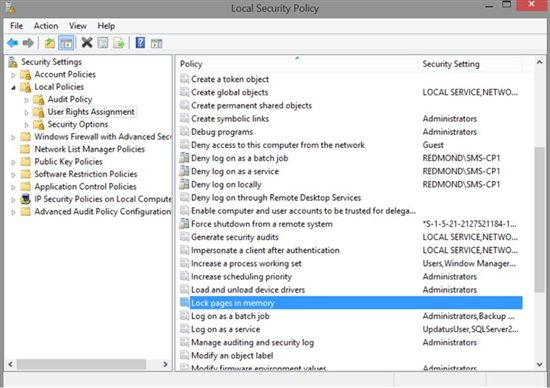 Local Security Policy
File Action View Help
Security Settings
Account Policies
Local Policies
Audit Policy
User Rights Assignment
Security Options
Windows Firewall with Advanced Secu
Network List Manager Policies
Public Key Policies
Software Restriction Policies
Application Control Policies
IP Security Policies on Local Compute
Advanced Audit Policy Configuration
Policy Security Setting
Create a token object
Create global objects LOCAL SERVICE,NETWO...
Create permanent shared objects
Create symbolic links Administrators
Debug programs Administrators
Deny access to this computer from the network Guest
Deny log on as a batch job REDMOND\SMS-CP1
Deny log on as a service REDMOND\SMS-CP1
Deny log on locally REDMOND\SMS-CP1
Deny log on through Remote Desktop Services
Enable computer and user accounts to be trusted for delega...
Force shutdown from a remote system *S-1-5-21-2127521184-1...
Generate security audits LOCAL SERVICE,NETWO...
Impersonate a client after authentication LOCAL SERVICE,NETWO...
Increase a process working set Users,Window Manager...
Increase scheduling priority Administrators
Load and unload device drivers Administrators
Lock pages in memory
Log on as a batch job Administrators,Backup ...
Log on as a service UpdatusUser,SQLServer2...
Manage auditing and security log Administrators
Modify an object label
Modify firmware environment values Administrators